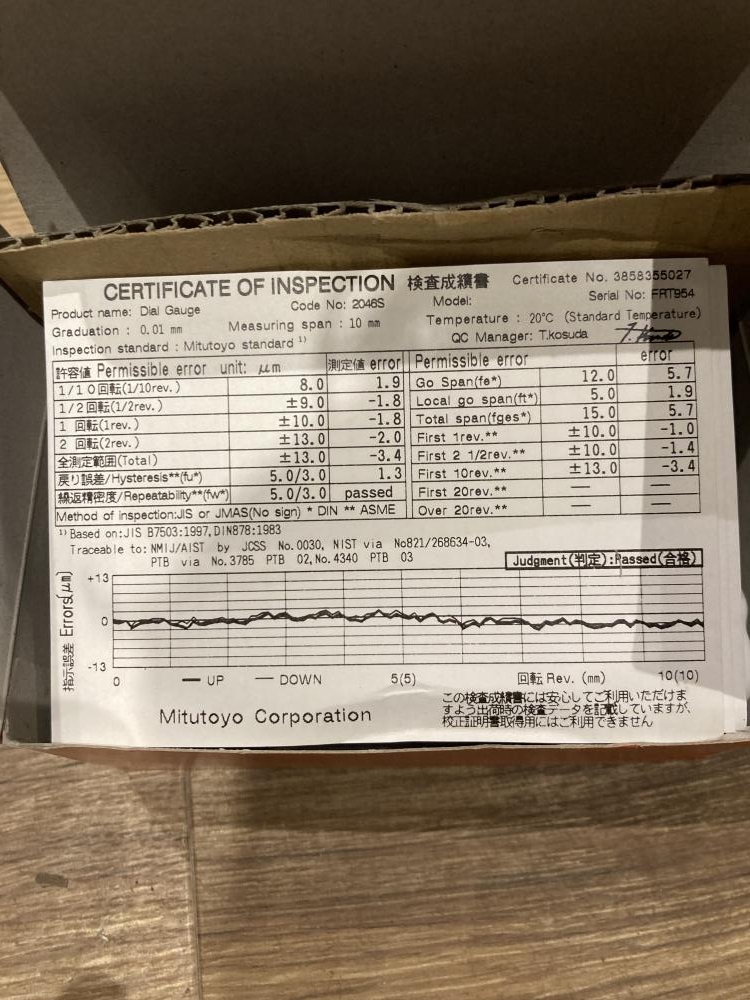 CERTIFICATE OF INSPECTION 検査成績書 Certificate No. 3858355027
Product name: Dial Gauge Code No: 2046S Model: Serial No: FRT954
Graduation : 0.01 mm Measuring span : 10 mm Temperature : 20°C (Standard Temperature)
Inspection standard : Mitutoyo standard 1) QC Manager: T.kosuda
許容値 Permissible error unit: μm 測定値 error Permissible error error
1/10回転(1/10rev.) 8.0 1.9 Go Span(fe*) 12.0 5.7
1/2回転(1/2rev.) ±9.0 -1.8 Local go span(ft*) 5.0 1.9
1 回転(1rev.) ±10.0 -1.8 Total span(fges*) 15.0 5.7
2 回転(2rev.) ±13.0 -2.0 First 1rev.** ±10.0 -1.0
全測定範囲(Total) ±13.0 -3.4 First 2 1/2rev.** ±10.0 -1.4
戻り誤差/Hysteresis**(fu*) 5.0/3.0 1.3 First 10rev.** ±13.0 -3.4
繰返精密度/Repeatability**(fw*) 5.0/3.0 passed First 20rev.** — —
Method of inspection:JIS or JMAS(No sign) * DIN ** ASME Over 20rev.** — —
1) Based on:JIS B7503:1997,DIN878:1983
Traceable to: NMIJ/AIST by JCSS No.0030, NIST via No821/268634-03,
PTB via No.3785 PTB 02,No.4340 PTB 03
Judgment(判定):Passed(合格)
指示誤差 Errors(μm)
+13
0
-13
0 5(5) 10(10)
UP DOWN 回転 Rev. (mm)
Mitutoyo Corporation
この検査成績書には安心してご利用いただけま
すよう出荷時の検査データを記載していますが、
校正証明書取得用にはご利用できません